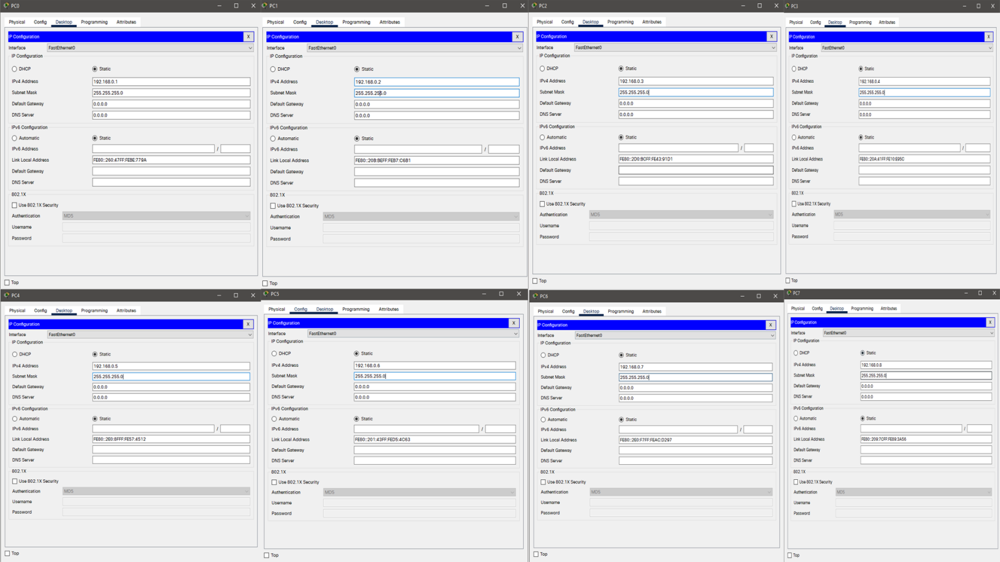 PC0
Physical Config Desktop Programming Attributes
IP Configuration X
Interface FastEthernet0
IP Configuration
DHCP Static
IPv4 Address 192.168.0.1
Subnet Mask 255.255.255.0
Default Gateway 0.0.0.0
DNS Server 0.0.0.0
IPv6 Configuration
Automatic Static
IPv6 Address /
Link Local Address FE80::260:47FF:FEBE:779A
Default Gateway
DNS Server
802.1X
Use 802.1X Security
Authentication MD5
Username
Password
Top
PC1
Physical Config Desktop Programming Attributes
IP Configuration X
Interface FastEthernet0
IP Configuration
DHCP Static
IPv4 Address 192.168.0.2
Subnet Mask 255.255.255.0
Default Gateway 0.0.0.0
DNS Server 0.0.0.0
IPv6 Configuration
Automatic Static
IPv6 Address /
Link Local Address FE80::20B:BEFF:FEB7:C6B1
Default Gateway
DNS Server
802.1X
Use 802.1X Security
Authentication MD5
Username
Password
Top
PC2
Physical Config Desktop Programming Attributes
IP Configuration X
Interface FastEthernet0
IP Configuration
DHCP Static
IPv4 Address 192.168.0.3
Subnet Mask 255.255.255.0
Default Gateway 0.0.0.0
DNS Server 0.0.0.0
IPv6 Configuration
Automatic Static
IPv6 Address /
Link Local Address FE80::2D0:BCFF:FE43:91D1
Default Gateway
DNS Server
802.1X
Use 802.1X Security
Authentication MD5
Username
Password
Top
PC3
Physical Config Desktop Programming Attributes
IP Configuration X
Interface FastEthernet0
IP Configuration
DHCP Static
IPv4 Address 192.168.0.4
Subnet Mask 255.255.255.0
Default Gateway 0.0.0.0
DNS Server 0.0.0.0
IPv6 Configuration
Automatic Static
IPv6 Address /
Link Local Address FE80::20A:41FF:FE10:E95C
Default Gateway
DNS Server
802.1X
Use 802.1X Security
Authentication MD5
Username
Password
Top
PC4
Physical Config Desktop Programming Attributes
IP Configuration X
Interface FastEthernet0
IP Configuration
DHCP Static
IPv4 Address 192.168.0.5
Subnet Mask 255.255.255.0
Default Gateway 0.0.0.0
DNS Server 0.0.0.0
IPv6 Configuration
Automatic Static
IPv6 Address /
Link Local Address FE80::2E0:8FFF:FE57:4512
Default Gateway
DNS Server
802.1X
Use 802.1X Security
Authentication MD5
Username
Password
Top
PC5
Physical Config Desktop Programming Attributes
IP Configuration X
Interface FastEthernet0
IP Configuration
DHCP Static
IPv4 Address 192.168.0.6
Subnet Mask 255.255.255.0
Default Gateway 0.0.0.0
DNS Server 0.0.0.0
IPv6 Configuration
Automatic Static
IPv6 Address /
Link Local Address FE80::201:43FF:FED5:4C63
Default Gateway
DNS Server
802.1X
Use 802.1X Security
Authentication MD5
Username
Password
Top
PC6
Physical Config Desktop Programming Attributes
IP Configuration X
Interface FastEthernet0
IP Configuration
DHCP Static
IPv4 Address 192.168.0.7
Subnet Mask 255.255.255.0
Default Gateway 0.0.0.0
DNS Server 0.0.0.0
IPv6 Configuration
Automatic Static
IPv6 Address /
Link Local Address FE80::2E0:F7FF:FEAC:D297
Default Gateway
DNS Server
802.1X
Use 802.1X Security
Authentication MD5
Username
Password
Top
PC7
Physical Config Desktop Programming Attributes
IP Configuration X
Interface FastEthernet0
IP Configuration
DHCP Static
IPv4 Address 192.168.0.8
Subnet Mask 255.255.255.0
Default Gateway 0.0.0.0
DNS Server 0.0.0.0
IPv6 Configuration
Automatic Static
IPv6 Address /
Link Local Address FE80::209:7CFF:FEB9:3A56
Default Gateway
DNS Server
802.1X
Use 802.1X Security
Authentication MD5
Username
Password
Top